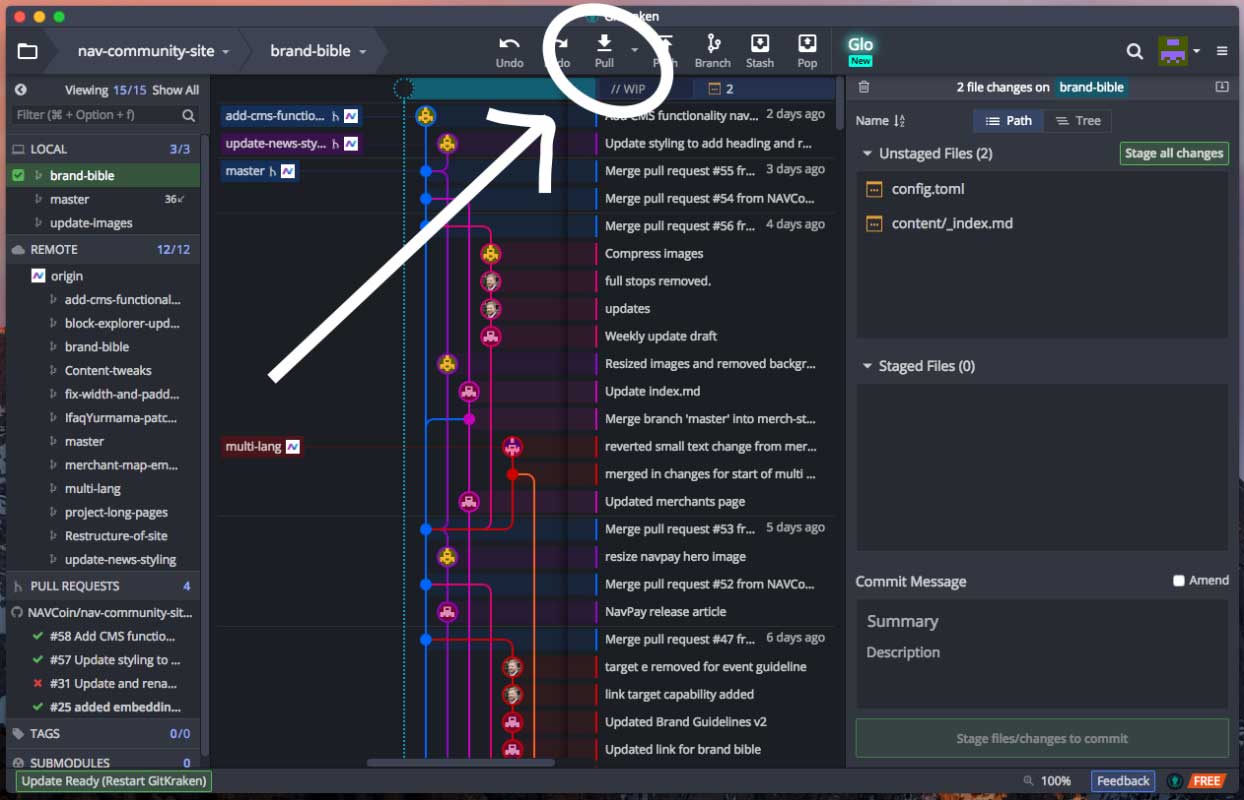 GitKraken
nav-community-site
brand-bible
Undo
Pull
Branch
Stash
Pop
Glo
New
Viewing 15/15 Show All
Filter (⌘ + Option + f)
LOCAL 3/3
brand-bible
master 36
update-images
REMOTE 12/12
origin
add-cms-functional...
block-explorer-upd...
brand-bible
Content-tweaks
fix-width-and-padd...
IfaqYurmama-patc...
master
merchant-map-em...
multi-lang
project-long-pages
Restructure-of-site
update-news-styling
PULL REQUESTS 4
NAVCoin/nav-community-sit...
#58 Add CMS functio...
#57 Update styling to ...
#31 Update and rena...
#25 added embeddin...
TAGS 0/0
SUBMODULES 0
Update Ready (Restart GitKraken)
// WIP 2
add-cms-functio...
Add CMS functionality nav... 2 days ago
update-news-sty...
Update styling to add heading and r...
master
Merge pull request #55 fr... 3 days ago
Merge pull request #54 from NAVCo...
Merge pull request #56 fr... 4 days ago
Compress images
full stops removed.
updates
Weekly update draft
Resized images and removed backgr...
Update index.md
Merge branch 'master' into merch-st...
multi-lang
reverted small text change from mer...
merged in changes for start of multi ...
Updated merchants page
Merge pull request #53 fr... 5 days ago
resize navpay hero image
Merge pull request #52 from NAVCo...
NavPay release article
Merge pull request #47 fr... 6 days ago
target e removed for event guideline
link target capability added
Updated Brand Guidelines v2
Updated link for brand bible
2 file changes on brand-bible
Name
Path
Tree
Unstaged Files (2)
Stage all changes
config.toml
content/_index.md
Staged Files (0)
Commit Message
Amend
Summary
Description
Stage files/changes to commit
100%
Feedback
FREE